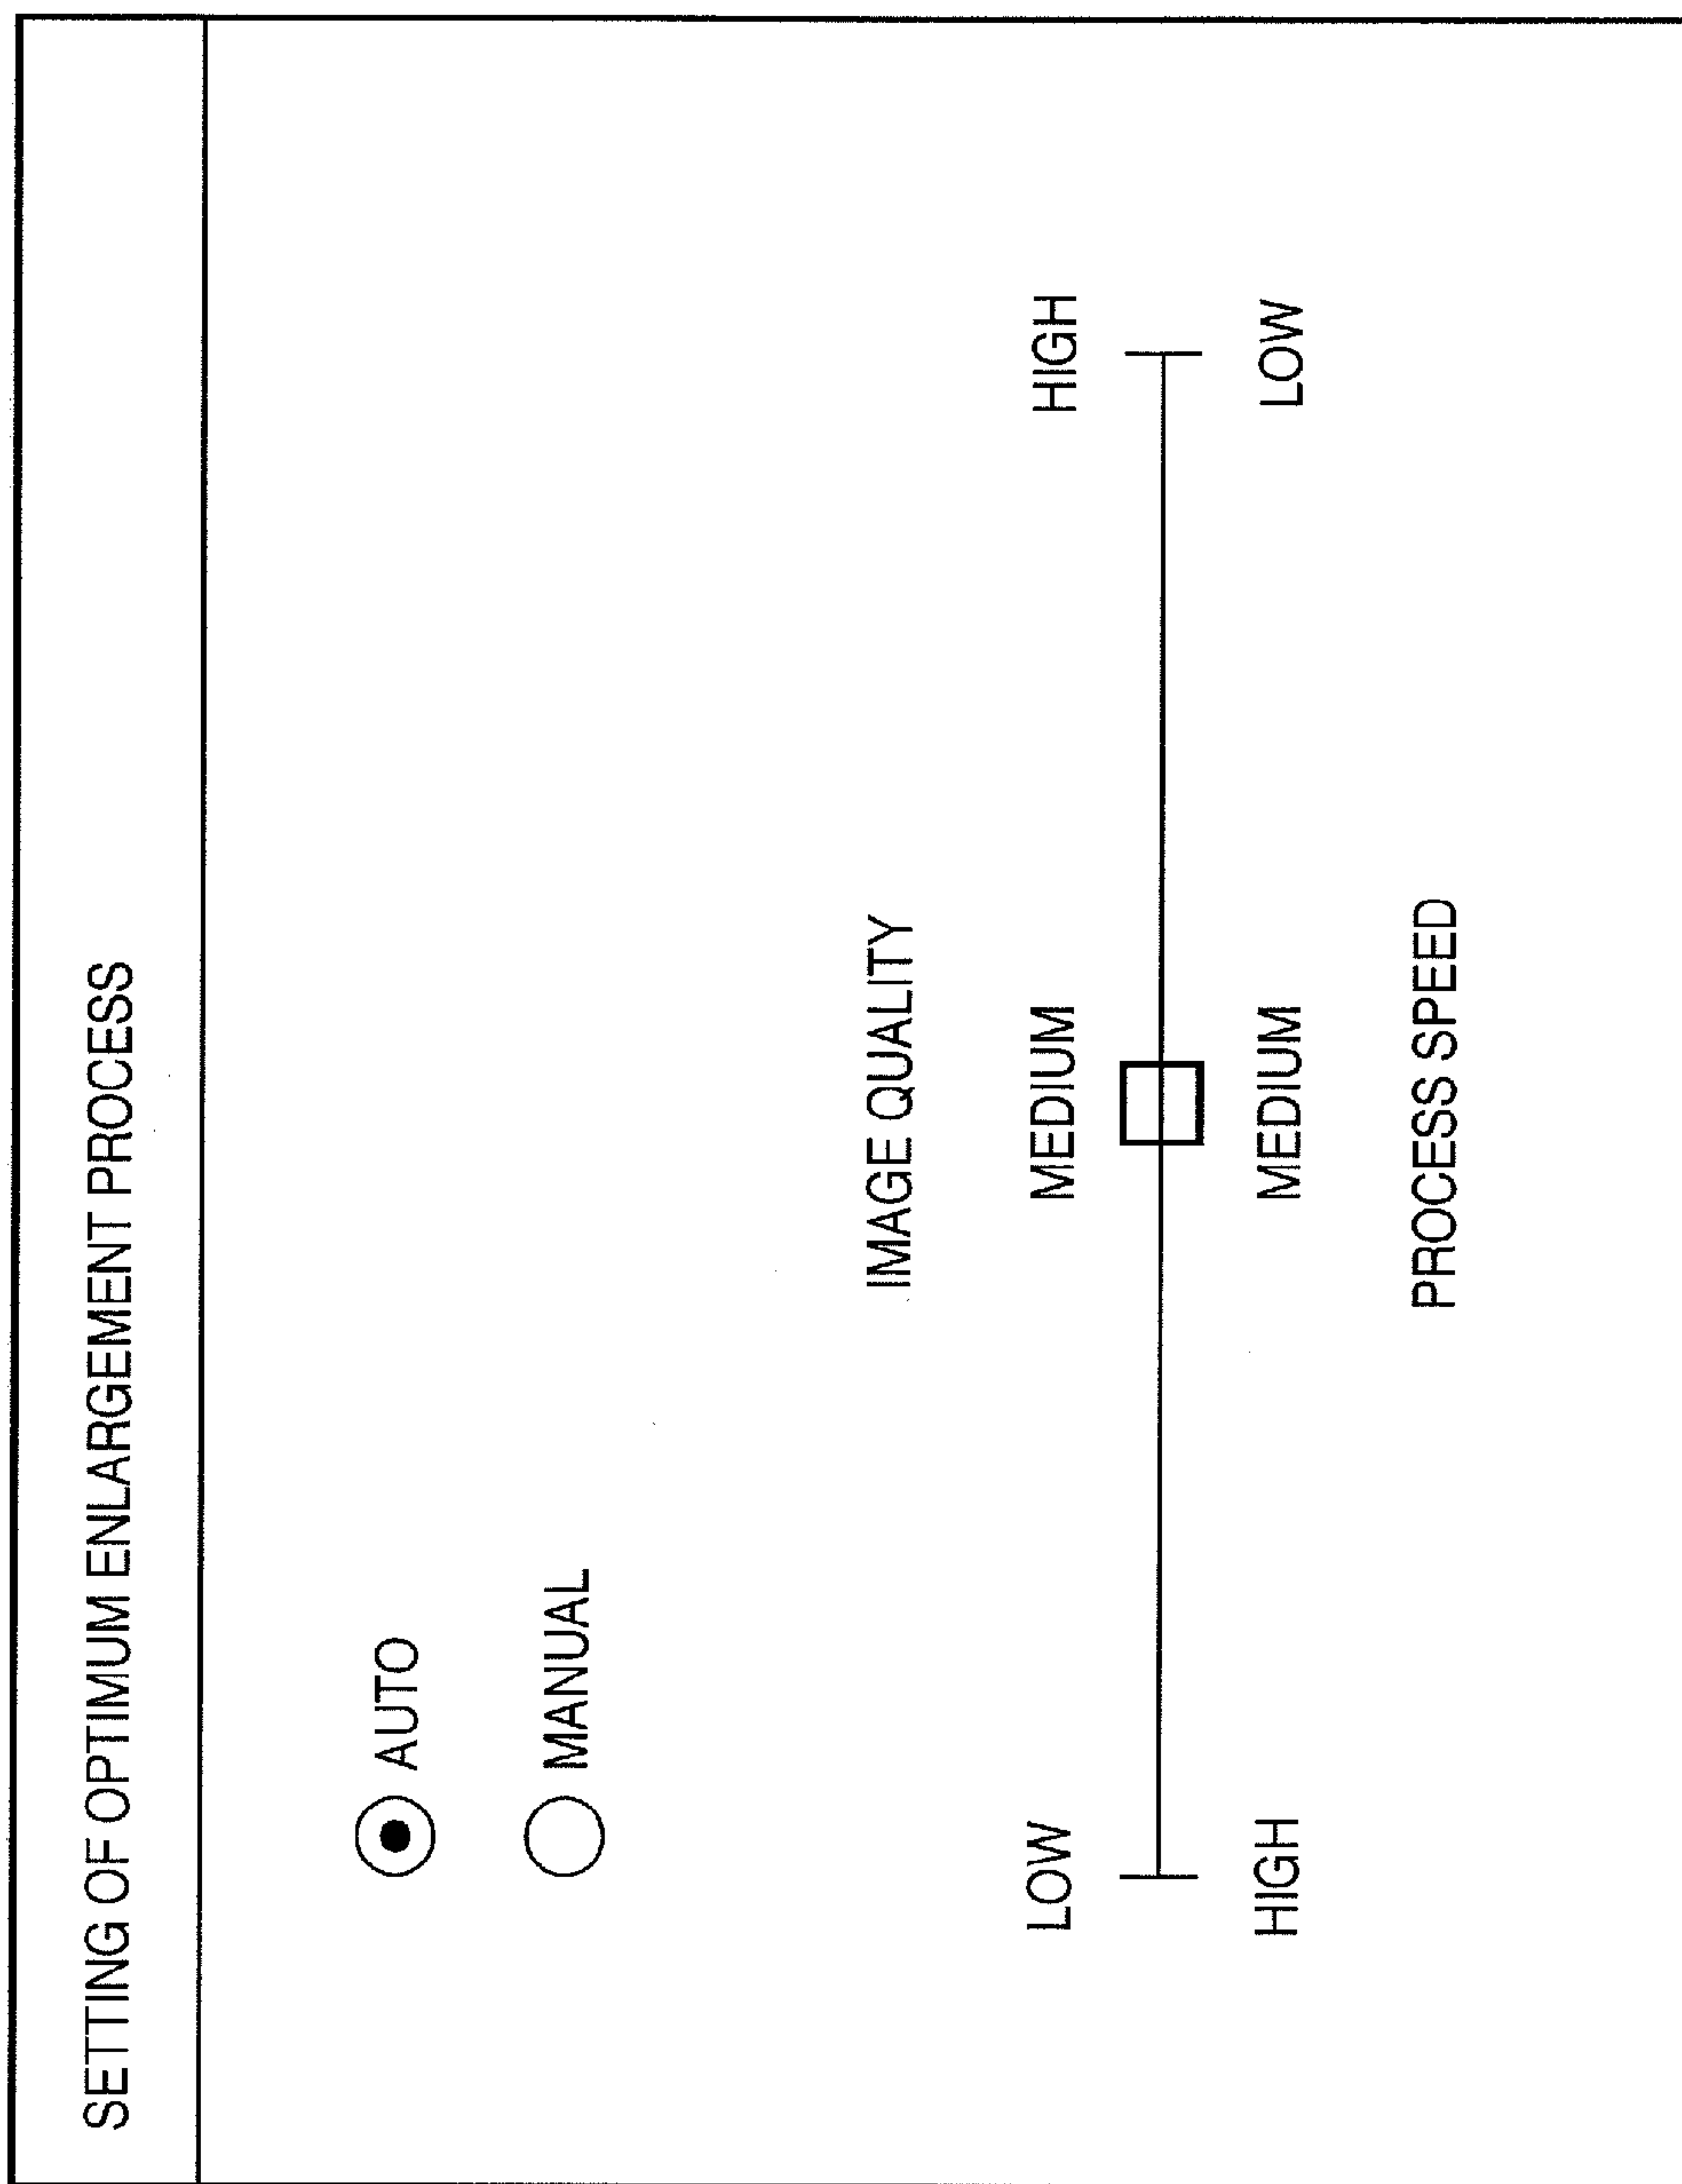 SETTING OF OPTIMUM ENLARGEMENT PROCESS
AUTO
MANUAL
IMAGE QUALITY
LOW MEDIUM HIGH
HIGH MEDIUM LOW
PROCESS SPEED